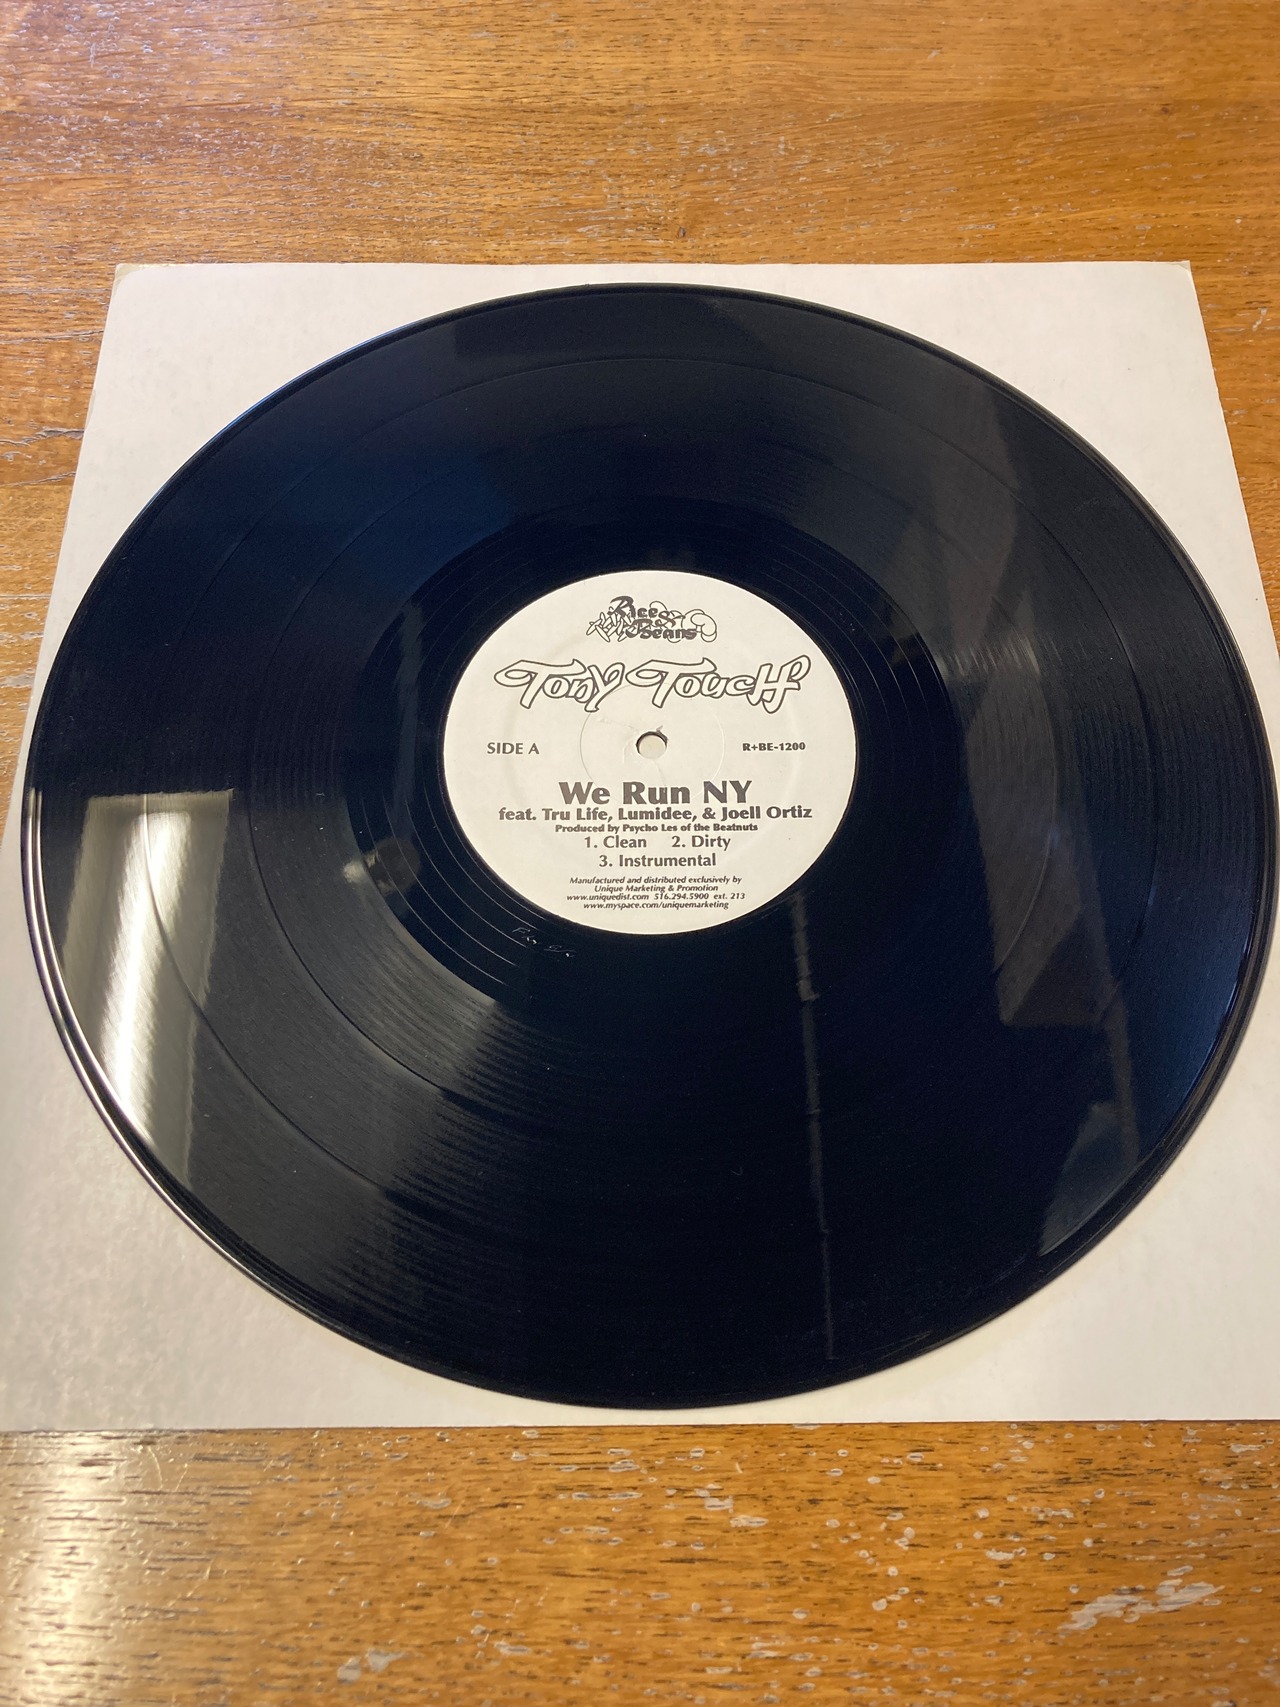 Rice & Beans
Tony Touch
SIDE A R+BE-1200
We Run NY
feat. Tru Life, Lumidee, & Joell Ortiz
Produced by Psycho Les of the Beatnuts
1. Clean 2. Dirty
3. Instrumental
Manufactured and distributed exclusively by
Unique Marketing & Promotion
www.uniquedist.com 516.294.5900 ext. 213
www.myspace.com/uniquemarketing